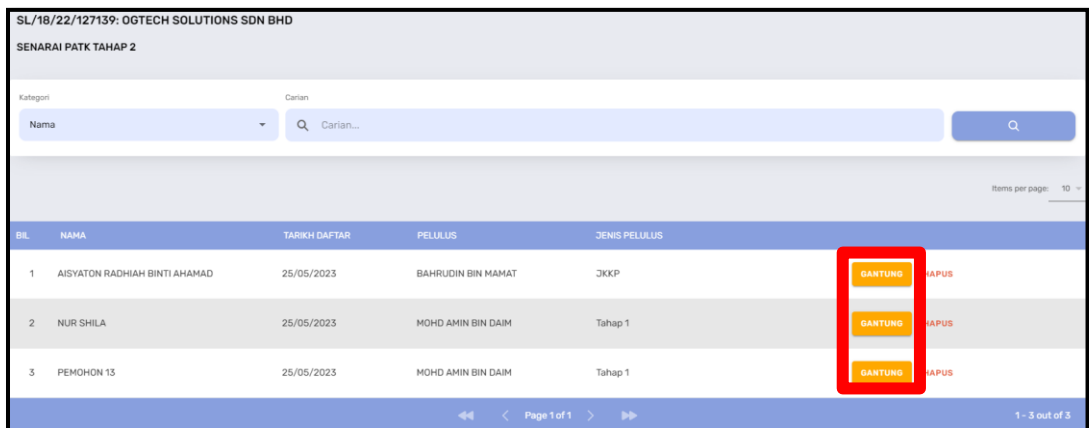 SL/18/22/127139: OGTECH SOLUTIONS SDN BHD
SENARAI PATK TAHAP 2
Kategori Carian
Nama Carian...
Items per page: 10
BIL NAMA TARIKH DAFTAR PELULUS JENIS PELULUS
1 AISYATON RADHIAH BINTI AHAMAD 25/05/2023 BAHRUDIN BIN MAMAT JKKP GANTUNG HAPUS
2 NUR SHILA 25/05/2023 MOHD AMIN BIN DAIM Tahap 1 GANTUNG HAPUS
3 PEMOHON 13 25/05/2023 MOHD AMIN BIN DAIM Tahap 1 GANTUNG HAPUS
Page 1 of 1 1 - 3 out of 3